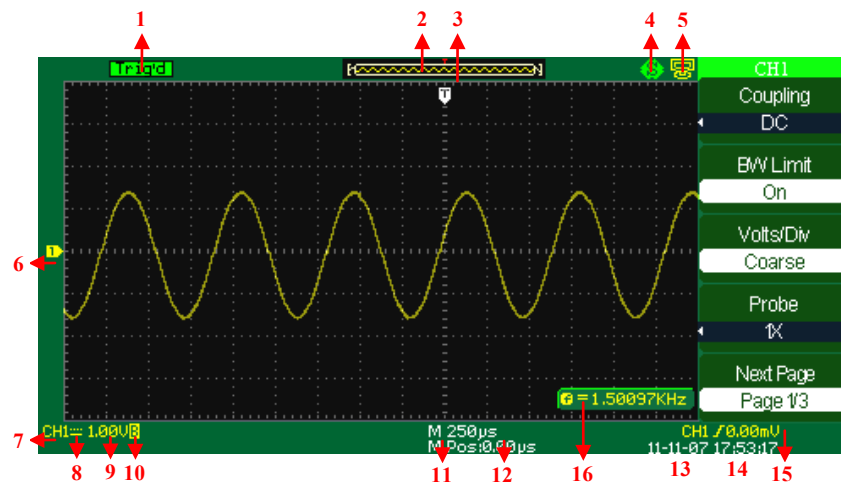 1 2 3 4 5
Trig'd
CH1
T
Coupling
DC
BW Limit
On
Volts/Div
Coarse
1
6
Probe
1X
Next Page
f = 1.50097KHz
Page 1/3
7
CH1 1.00V B
M 250µs
CH1 0.00mV
M Pos:0.00µs
11-11-07 17:53:17
8 9 10 11 12 16 13 14 15